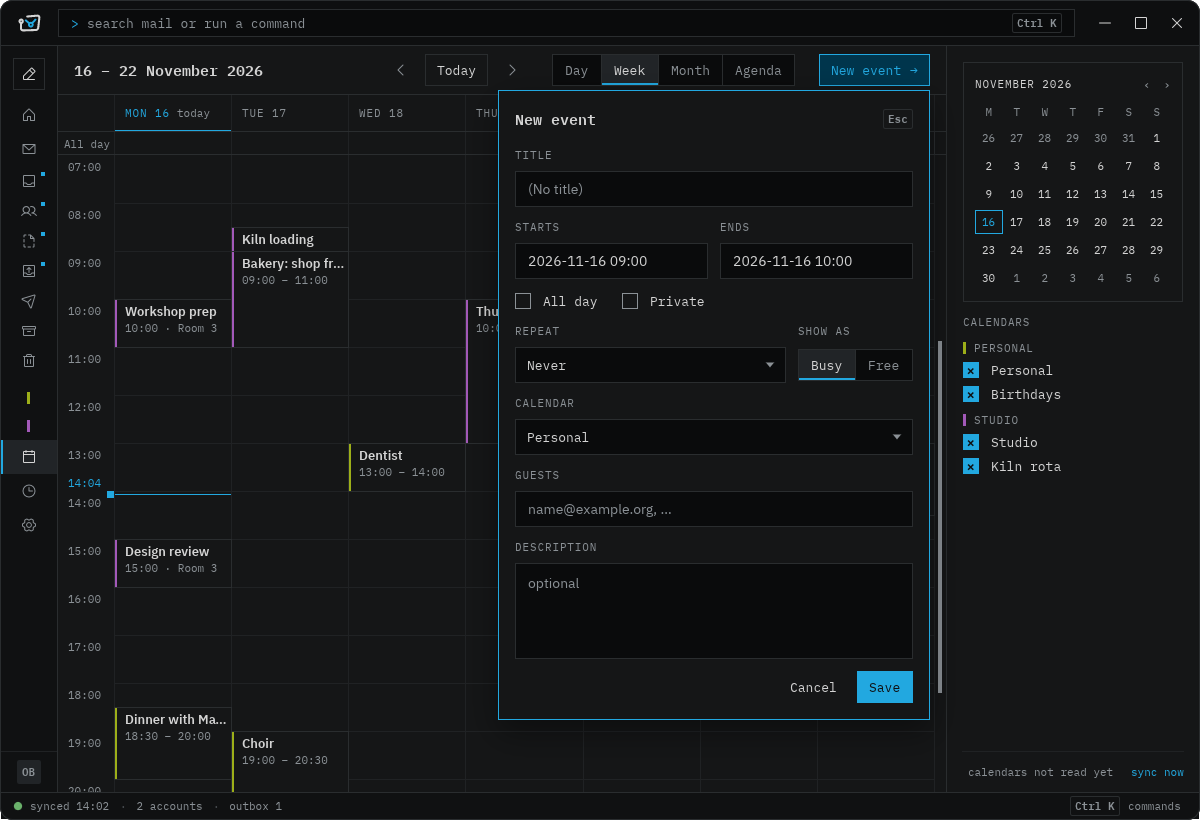 > search mail or run a command Ctrl K
16 – 22 November 2026 Today Day Week Month Agenda New event →
MON 16 today TUE 17 WED 18 THU
All day
07:00
08:00
09:00
10:00
11:00
12:00
13:00
14:04
14:00
15:00
16:00
17:00
18:00
19:00
20:00
Workshop prep
10:00 · Room 3
Design review
15:00 · Room 3
Dinner with Ma...
18:30 – 20:00
Kiln loading
Bakery: shop fr...
09:00 – 11:00
Choir
19:00 – 20:30
Dentist
13:00 – 14:00
Thu
10:0
New event Esc
TITLE
(No title)
STARTS ENDS
2026-11-16 09:00 2026-11-16 10:00
All day Private
REPEAT SHOW AS
Never Busy Free
CALENDAR
Personal
GUESTS
name@example.org, ...
DESCRIPTION
optional
Cancel Save
NOVEMBER 2026 ‹ ›
M T W T F S S
26 27 28 29 30 31 1
2 3 4 5 6 7 8
9 10 11 12 13 14 15
16 17 18 19 20 21 22
23 24 25 26 27 28 29
30 1 2 3 4 5 6
CALENDARS
PERSONAL
Personal
Birthdays
STUDIO
Studio
Kiln rota
calendars not read yet sync now
OB
synced 14:02 · 2 accounts · outbox 1 Ctrl K commands